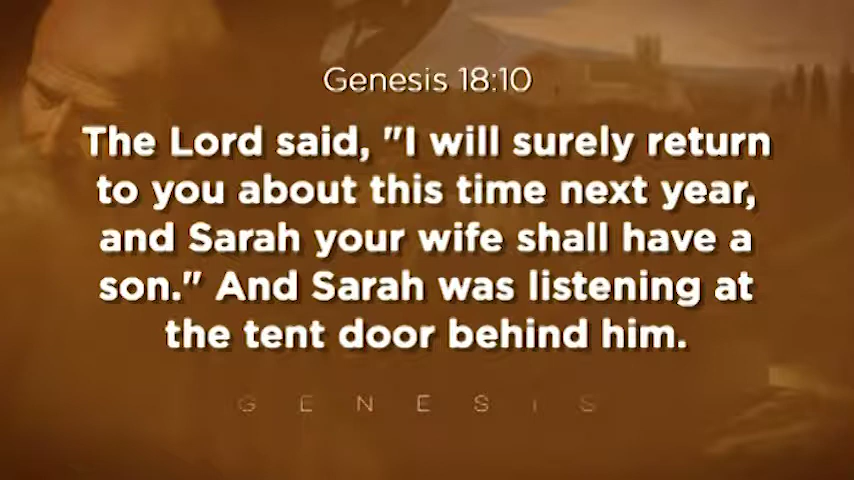 Genesis 18:10
The Lord said, "I will surely return
to you about this time next year,
and Sarah your wife shall have a
son." And Sarah was listening at
the tent door behind him.
GENESIS